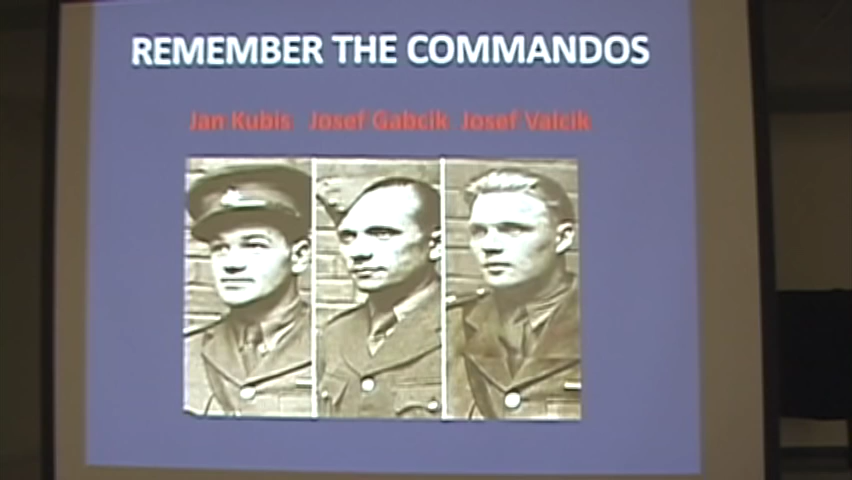 REMEMBER THE COMMANDOS
Jan Kubis Josef Gabcik Josef Valcik